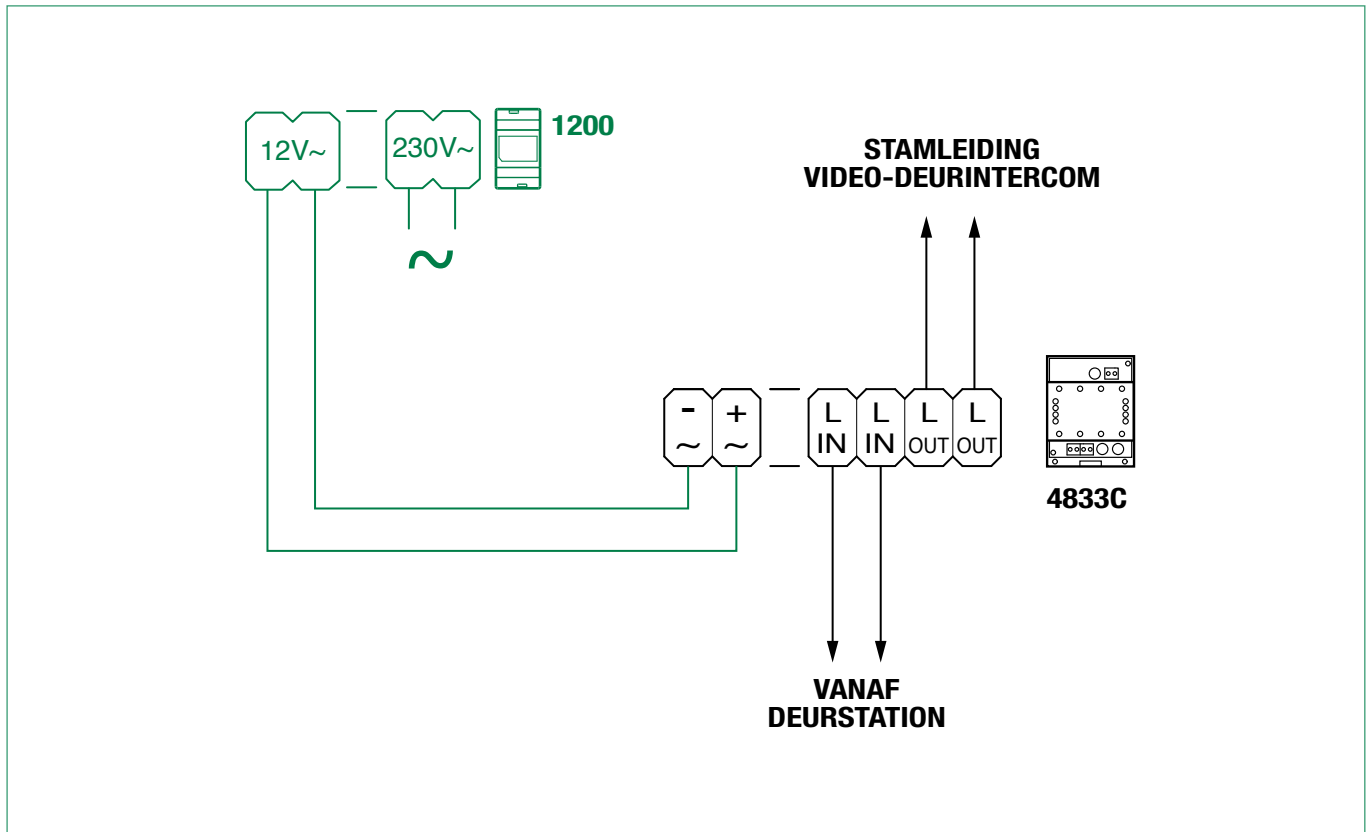 12V~
230V~
1200
~
STAMLEIDING
VIDEO-DEURINTERCOM
- + L L L L
~ ~ IN IN OUT OUT
4833C
VANAF
DEURSTATION